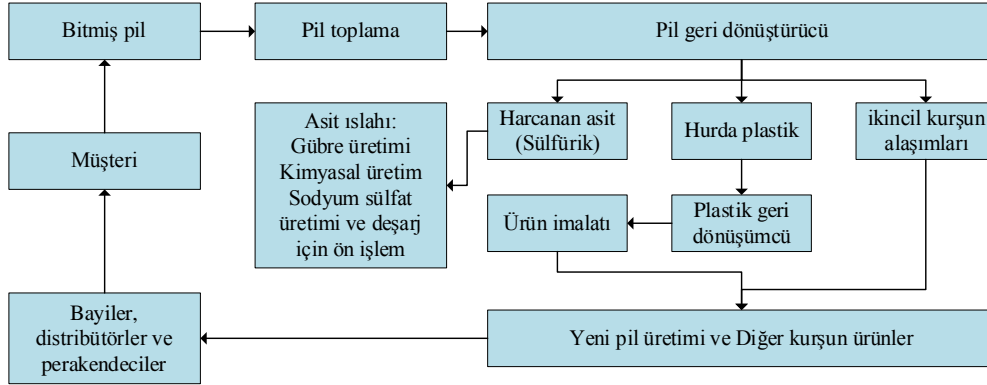 Bitmiş pil
Pil toplama
Pil geri dönüştürücü
Asit ıslahı:
Gübre üretimi
Kimyasal üretim
Sodyum sülfat
üretimi ve deşarj
için ön işlem
Harcanan asit
(Sülfürik)
Hurda plastik
ikincil kurşun
alaşımları
Müşteri
Ürün imalatı
Plastik geri
dönüşümcü
Bayiler,
distribütörler ve
perakendeciler
Yeni pil üretimi ve Diğer kurşun ürünler